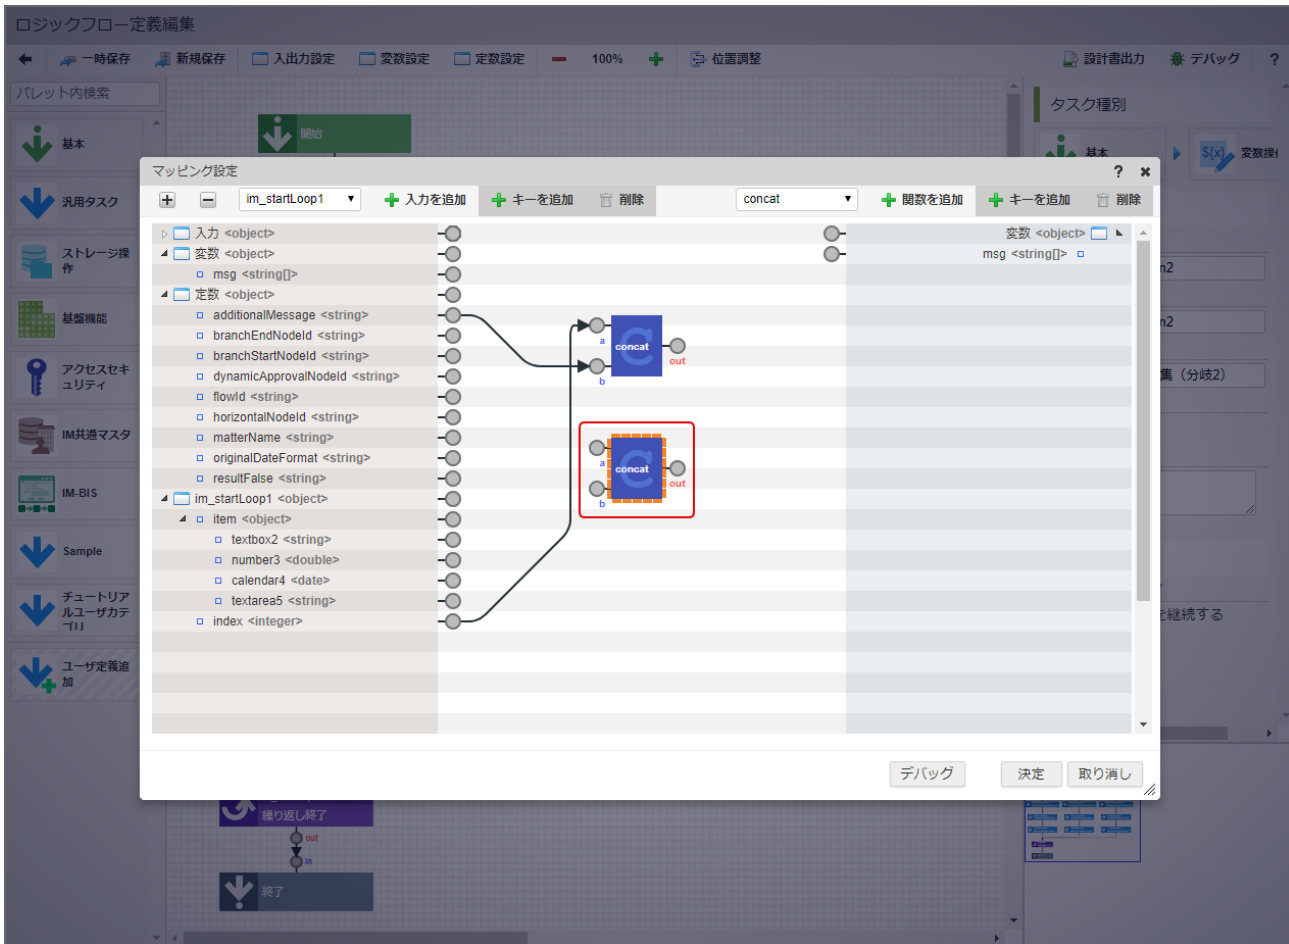 ロジックフロー定義編集
一時保存 新規保存 入出力設定 変数設定 定数設定 100% 位置調整 設計書出力 デバッグ ?
パレット内検索
タスク種別
開始
基本
基本 変数操
マッピング設定 ?
im_startLoop1 入力を追加 キーを追加 削除 concat 関数を追加 キーを追加 削除
汎用タスク
入力 <object> 変数 <object>
変数 <object> msg <string[]>
ストレージ操作
msg <string[]>
n2
定数 <object>
additionalMessage <string>
基盤機能
n2
branchEndNodeId <string>
a concat out
branchStartNodeId <string>
b
アクセスセキュリティ
dynamicApprovalNodeId <string>
集（分岐2）
flowId <string>
horizontalNodeId <string>
IM共通マスタ
matterName <string>
originalDateFormat <string>
a concat out
resultFalse <string>
b
IM-BIS
im_startLoop1 <object>
item <object>
textbox2 <string>
Sample
number3 <double>
calendar4 <date>
チュートリアルユーザカテゴリ
textarea5 <string>
index <integer>
を継続する
ユーザ定義追加
デバッグ 決定 取り消し
繰り返し終了
out
in
終了